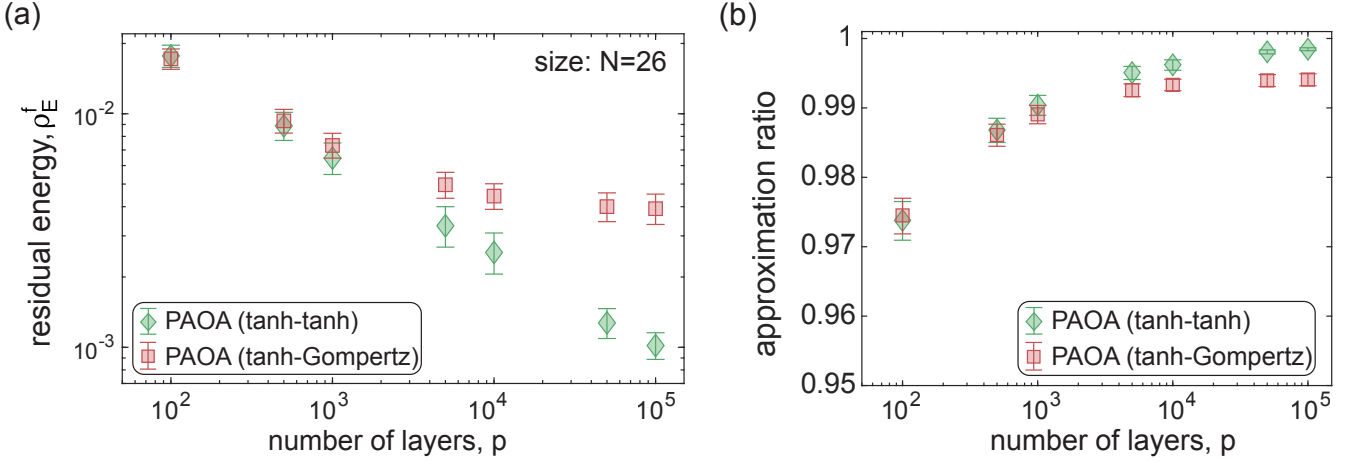 (a)
size: N=26
residual energy, ρ_E^f
10^-2
10^-3
PAOA (tanh-tanh)
PAOA (tanh-Gompertz)
10^2 10^3 10^4 10^5
number of layers, p
(b)
approximation ratio
1
0.99
0.98
0.97
0.96
0.95
PAOA (tanh-tanh)
PAOA (tanh-Gompertz)
10^2 10^3 10^4 10^5
number of layers, p